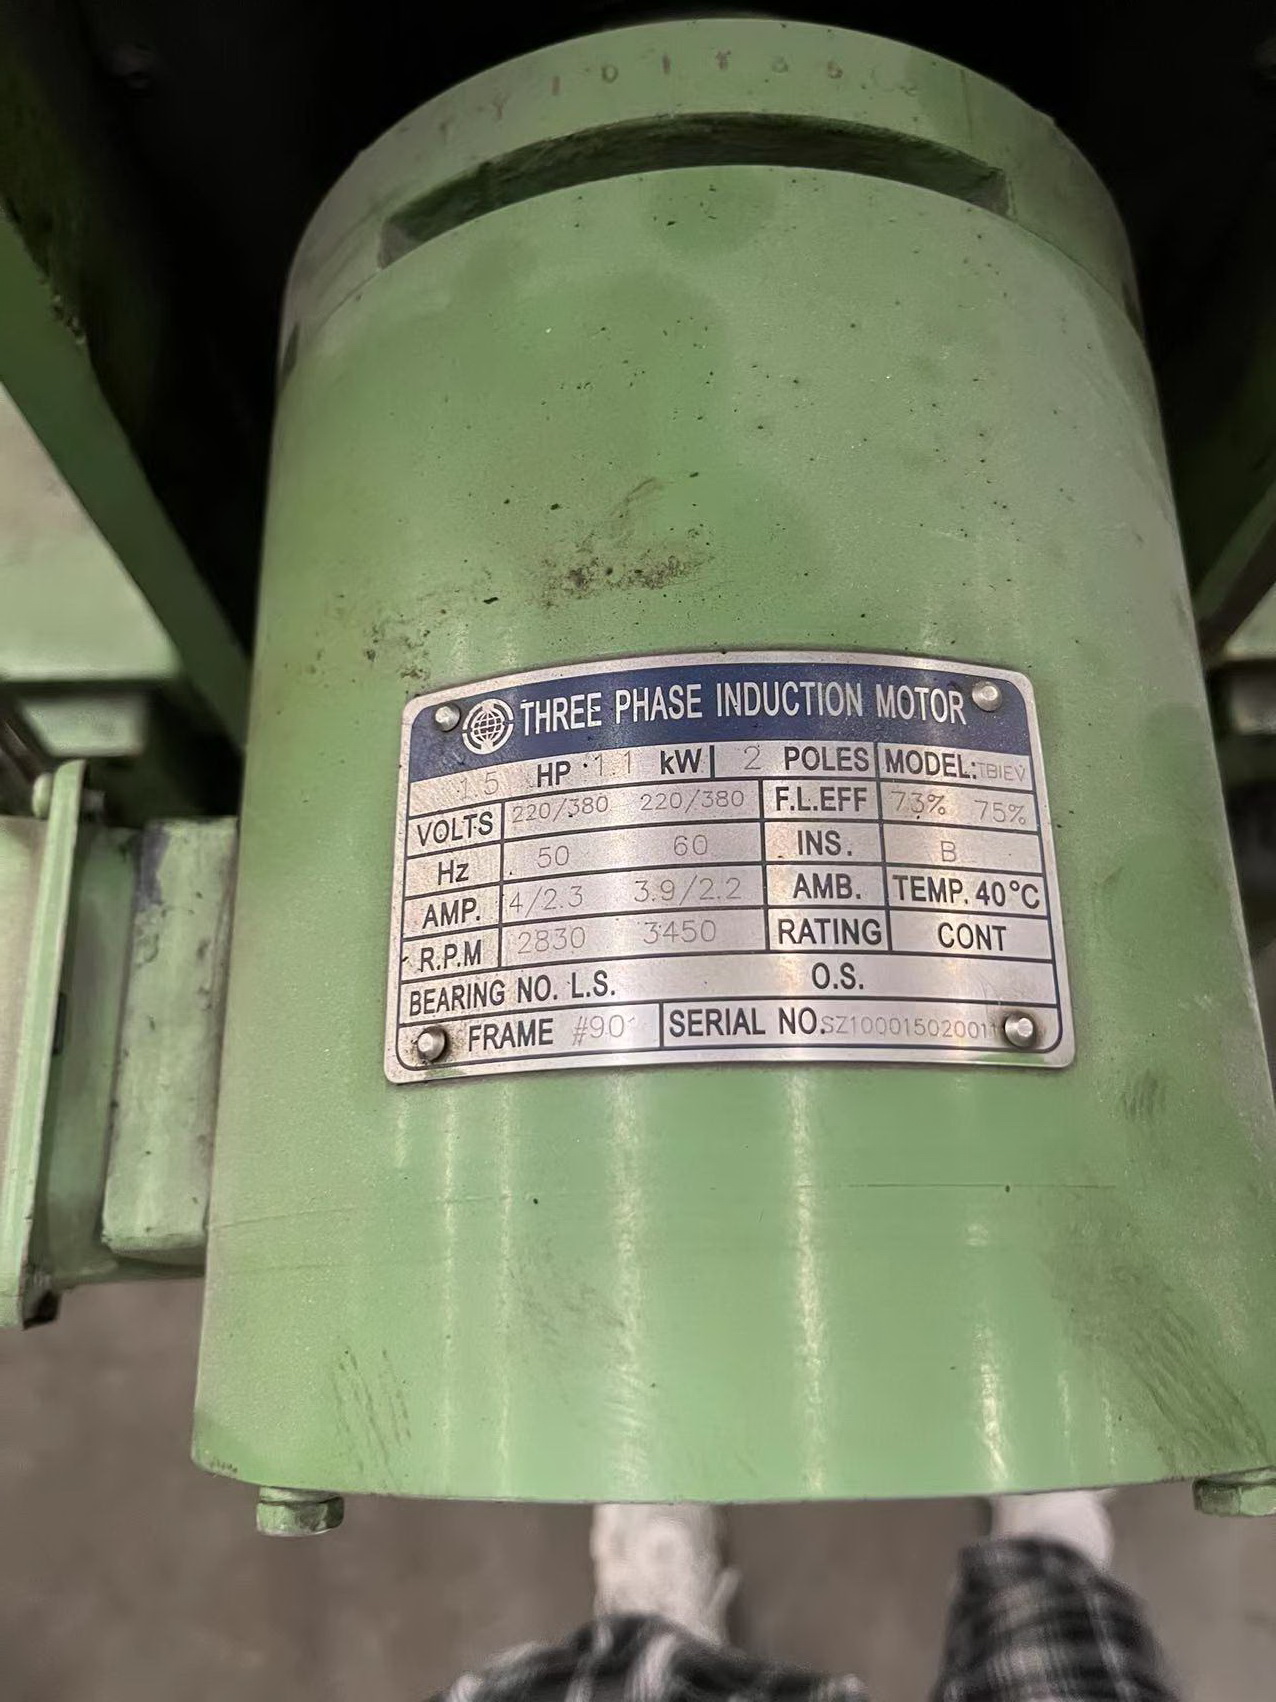 THREE PHASE INDUCTION MOTOR
1.5 HP 1.1 kW 2 POLES MODEL: TBIEV
VOLTS 220/380 220/380 F.L.EFF 73% 75%
Hz 50 60 INS. B
AMP. 4/2.3 3.9/2.2 AMB. TEMP. 40°C
R.P.M 2830 3450 RATING CONT
BEARING NO. L.S. O.S.
FRAME #90 SERIAL NO.